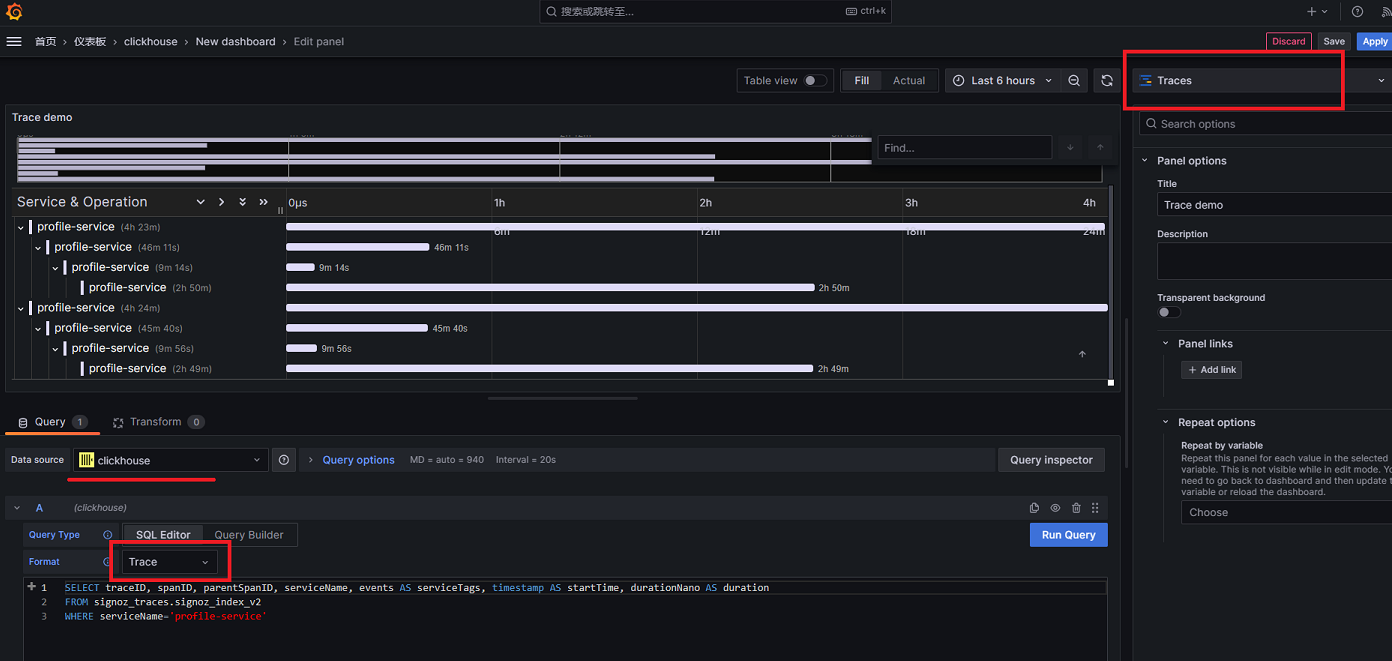 搜索或跳转至...
ctrl+k
首页 › 仪表板 › clickhouse › New dashboard › Edit panel
Discard Save Apply
Table view Fill Actual Last 6 hours
Traces
Search options
Trace demo
Find...
Service & Operation 0μs 1h 2h 3h 4h
6m 12m 18m 24m
profile-service (4h 23m)
profile-service (46m 11s) 46m 11s
profile-service (9m 14s) 9m 14s
profile-service (2h 50m) 2h 50m
profile-service (4h 24m)
profile-service (45m 40s) 45m 40s
profile-service (9m 56s) 9m 56s
profile-service (2h 49m) 2h 49m
Panel options
Title
Trace demo
Description
Transparent background
Panel links
+ Add link
Repeat options
Repeat by variable
Repeat this panel for each value in the selected
variable. This is not visible while in edit mode.
need to go back to dashboard and then update
variable or reload the dashboard.
Choose
Query 1 Transform 0
Data source clickhouse Query options MD = auto = 940 Interval = 20s Query inspector
A (clickhouse)
Query Type SQL Editor Query Builder Run Query
Format Trace
1 SELECT traceID, spanID, parentSpanID, serviceName, events AS serviceTags, timestamp AS startTime, durationNano AS duration
2 FROM signoz_traces.signoz_index_v2
3 WHERE serviceName='profile-service'